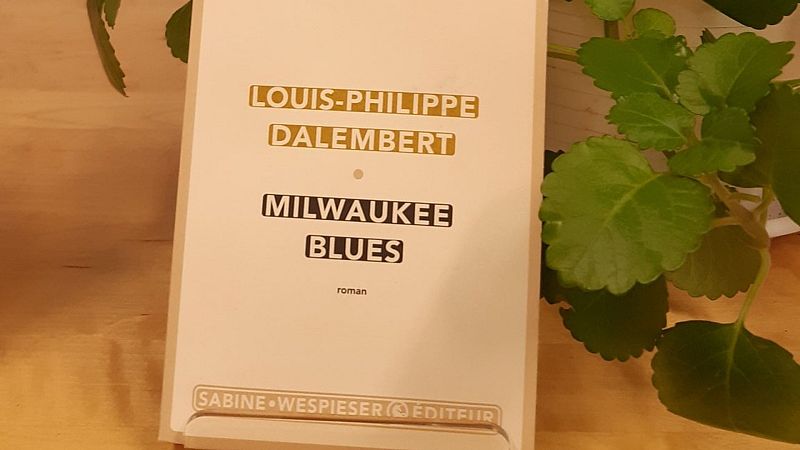 LOUIS-PHILIPPE
DALEMBERT
MILWAUKEE
BLUES
roman
SABINE•WESPIESER ÉDITEUR